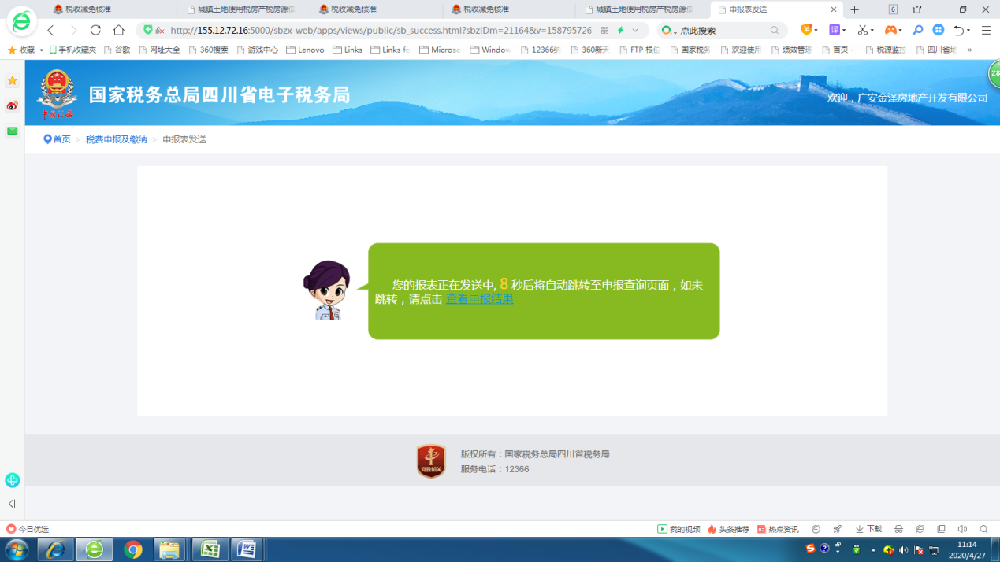 税收减免核准
城镇土地使用税房产税房源信
税收减免核准
税收减免核准
城镇土地使用税房产税房源信
申报表发送
6
http://155.12.72.16:5000/sbzx-web/apps/views/public/sb_success.html?sbzlDm=21164&v=158795726
点此搜索
译
收藏
手机收藏夹
谷歌
网址大全
360搜索
游戏中心
Lenovo
Links
Links fo
Microso
Window
12366纳
360新天
FTP 根位
国家税务
欢迎使用
绩效管理
首页 -
税源监控
四川省地
»
国家税务总局四川省电子税务局
中国税务
欢迎，广安金泽房地产开发有限公司
28
首页 > 税费申报及缴纳 > 申报表发送
您的报表正在发送中, 8 秒后将自动跳转至申报查询页面，如未
跳转，请点击 查看申报结果
党政机关
版权所有：国家税务总局四川省税务局
服务电话：12366
今日优选
我的视频
头条推荐
热点资讯
下载
11:14
2020/4/27